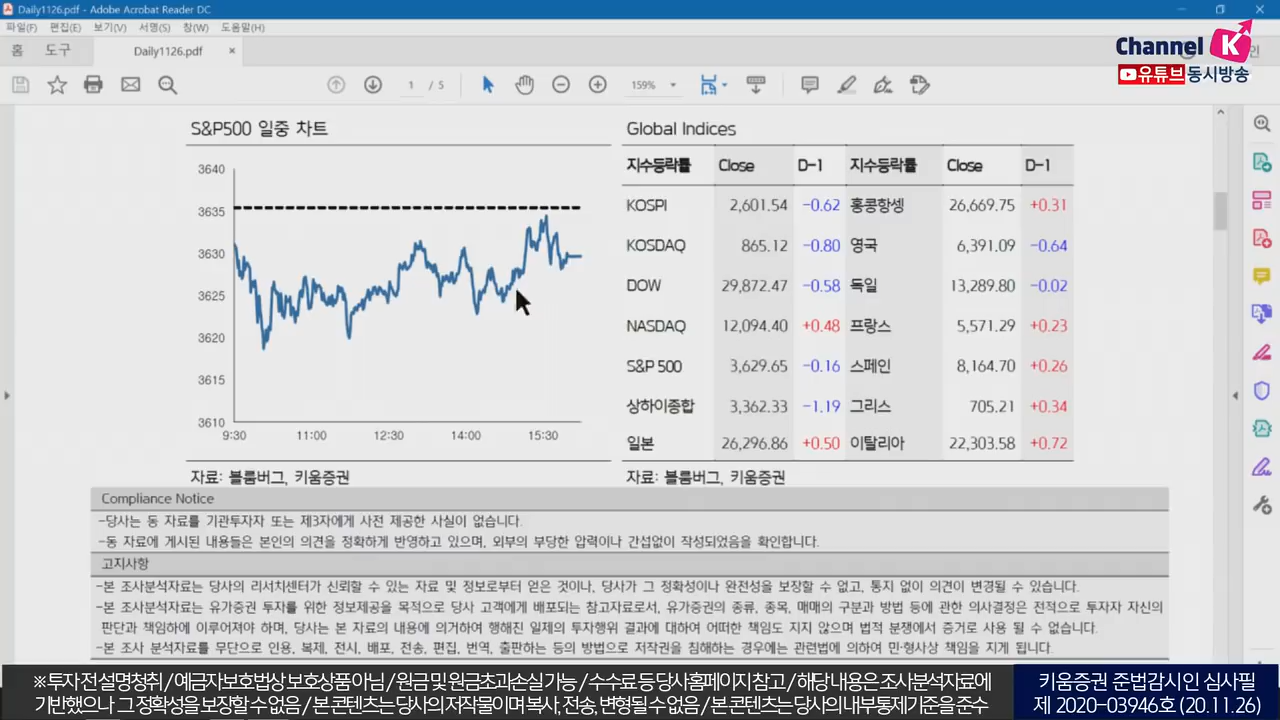 Daily1126.pdf - Adobe Acrobat Reader DC
파일(F) 편집(E) 보기(V) 서명(S) 창(W) 도움말(H)
홈 도구 Daily1126.pdf ×
Channel K
유튜브동시방송
1 / 5 159%
S&P500 일중 차트
3640
3635
3630
3625
3620
3615
3610
9:30 11:00 12:30 14:00 15:30
자료: 블룸버그, 키움증권
Global Indices
지수등락률 Close D-1 지수등락률 Close D-1
KOSPI 2,601.54 -0.62 홍콩항셍 26,669.75 +0.31
KOSDAQ 865.12 -0.80 영국 6,391.09 -0.64
DOW 29,872.47 -0.58 독일 13,289.80 -0.02
NASDAQ 12,094.40 +0.48 프랑스 5,571.29 +0.23
S&P 500 3,629.65 -0.16 스페인 8,164.70 +0.26
상하이종합 3,362.33 -1.19 그리스 705.21 +0.34
일본 26,296.86 +0.50 이탈리아 22,303.58 +0.72
자료: 블룸버그, 키움증권
Compliance Notice
-당사는 동 자료를 기관투자자 또는 제3자에게 사전 제공한 사실이 없습니다.
-동 자료에 게시된 내용들은 본인의 의견을 정확하게 반영하고 있으며, 외부의 부당한 압력이나 간섭없이 작성되었음을 확인합니다.
고지사항
-본 조사분석자료는 당사의 리서치센터가 신뢰할 수 있는 자료 및 정보로부터 얻은 것이나, 당사가 그 정확성이나 완전성을 보장할 수 없고, 통지 없이 의견이 변경될 수 있습니다.
-본 조사분석자료는 유가증권 투자를 위한 정보제공을 목적으로 당사 고객에게 배포되는 참고자료로서, 유가증권의 종류, 종목, 매매의 구분과 방법 등에 관한 의사결정은 전적으로 투자자 자신의
판단과 책임하에 이루어져야 하며, 당사는 본 자료의 내용에 의거하여 행해진 일체의 투자행위 결과에 대하여 어떠한 책임도 지지 않으며 법적 분쟁에서 증거로 사용 될 수 없습니다.
-본 조사 분석자료를 무단으로 인용, 복제, 전시, 배포, 전송, 편집, 번역, 출판하는 등의 방법으로 저작권을 침해하는 경우에는 관련법에 의하여 민·형사상 책임을 지게 됩니다.
※ 투자 전 설명청취 / 예금자보호법상 보호상품 아님 / 원금 및 원금초과손실 가능 / 수수료 등 당사홈페이지 참고 / 해당 내용은 조사분석자료에
기반했으나 그 정확성을 보장할 수 없음 / 본 콘텐츠는 당사의 저작물이며 복사, 전송, 변형될 수 없음 / 본 콘텐츠는 당사의 내부통제기준을 준수
키움증권 준법감시인 심사필
제 2020-03946호 (20.11.26)